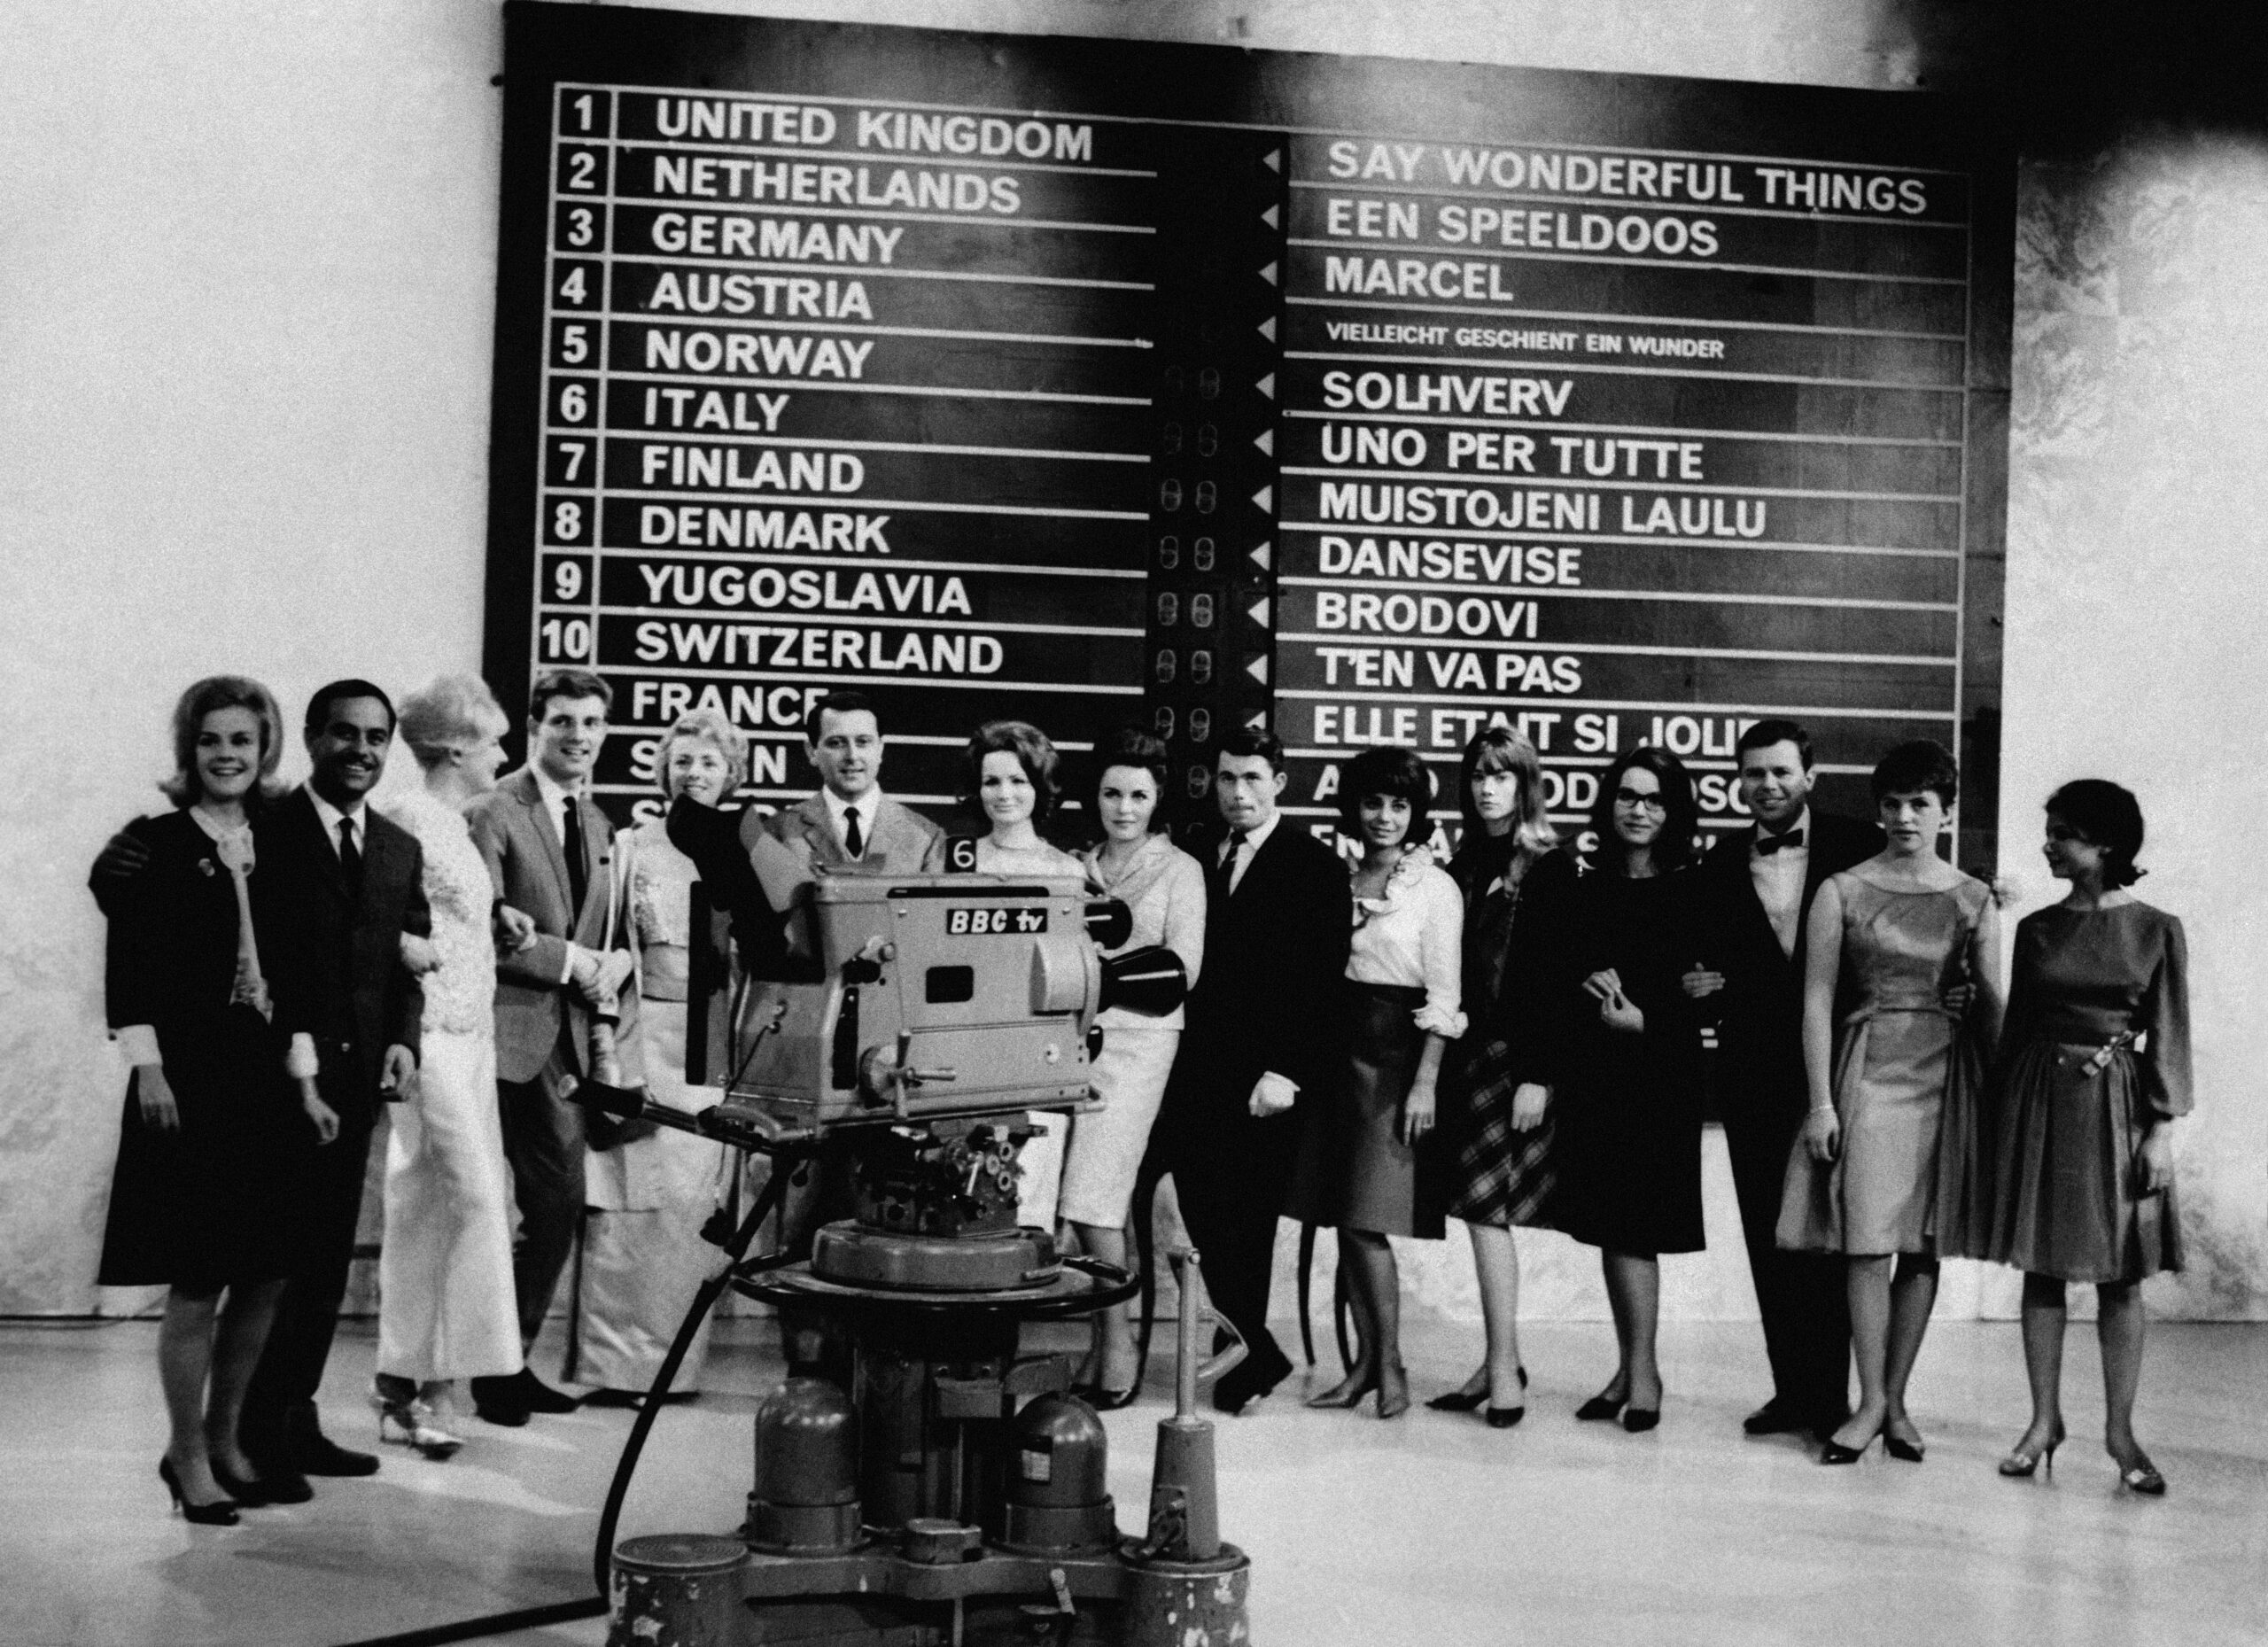 1 UNITED KINGDOM SAY WONDERFUL THINGS
2 NETHERLANDS EEN SPEELDOOS
3 GERMANY MARCEL
4 AUSTRIA VIELLEICHT GESCHIENT EIN WUNDER
5 NORWAY SOLHVERV
6 ITALY UNO PER TUTTE
7 FINLAND MUISTOJENI LAULU
8 DENMARK DANSEVISE
9 YUGOSLAVIA BRODOVI
10 SWITZERLAND T'EN VA PAS
FRANCE ELLE ETAIT SI JOLIE
6
BBC tv